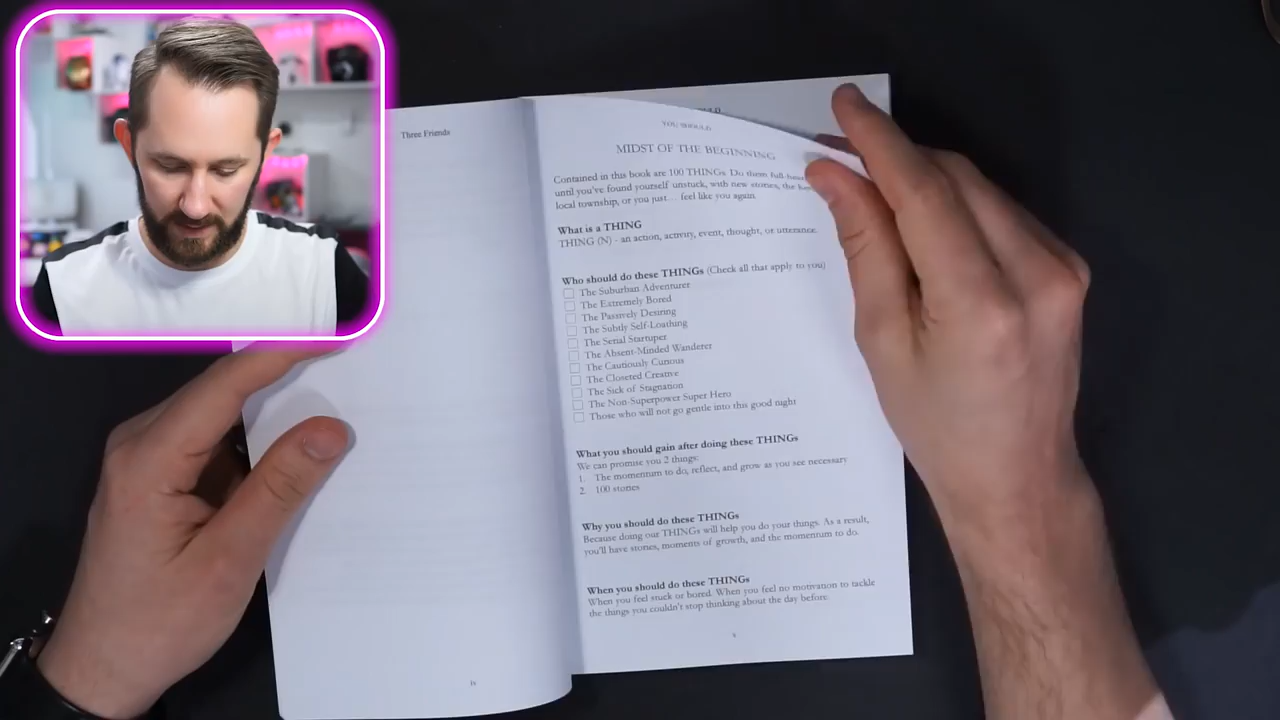 Three Friends
YOU SHOULD
MIDST OF THE BEGINNING
Contained in this book are 100 THINGS. Do them full-
until you've found yourself unstuck, with new stories, the
local township, or you just... feel like you again.
What is a THING
THING (N) - an action, activity, event, thought, or utterance.
Who should do these THINGs (Check all that apply to you)
The Suburban Adventurer
The Extremely Bored
The Passively Desiring
The Subtly Self-Loathing
The Serial Startuper
The Absent-Minded Wanderer
The Cautiously Curious
The Closeted Creative
The Sick of Stagnation
The Non-Superpower Super Hero
Those who will not go gentle into this good night
What you should gain after doing these THINGs
We can promise you 2 things:
1. The momentum to do, reflect, and grow as you see necessary
2. 100 stories
Why you should do these THINGs
Because doing our THINGs will help you do your things. As a result,
you'll have stories, moments of growth, and the momentum to do.
When you should do these THINGs
When you feel stuck or bored. When you feel no motivation to tackle
the things you couldn't stop thinking about the day before.
ix